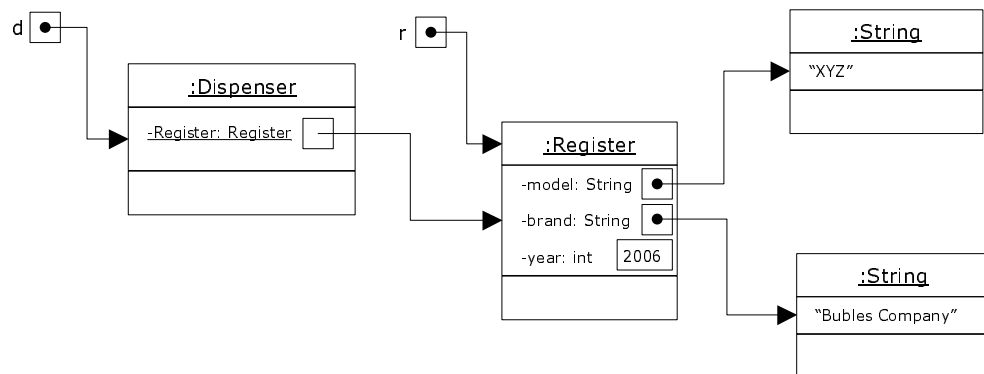 d
:Dispenser
-Register: Register
r
:Register
-model: String
-brand: String
-year: int 2006
:String
“XYZ”
:String
“Bubles Company”